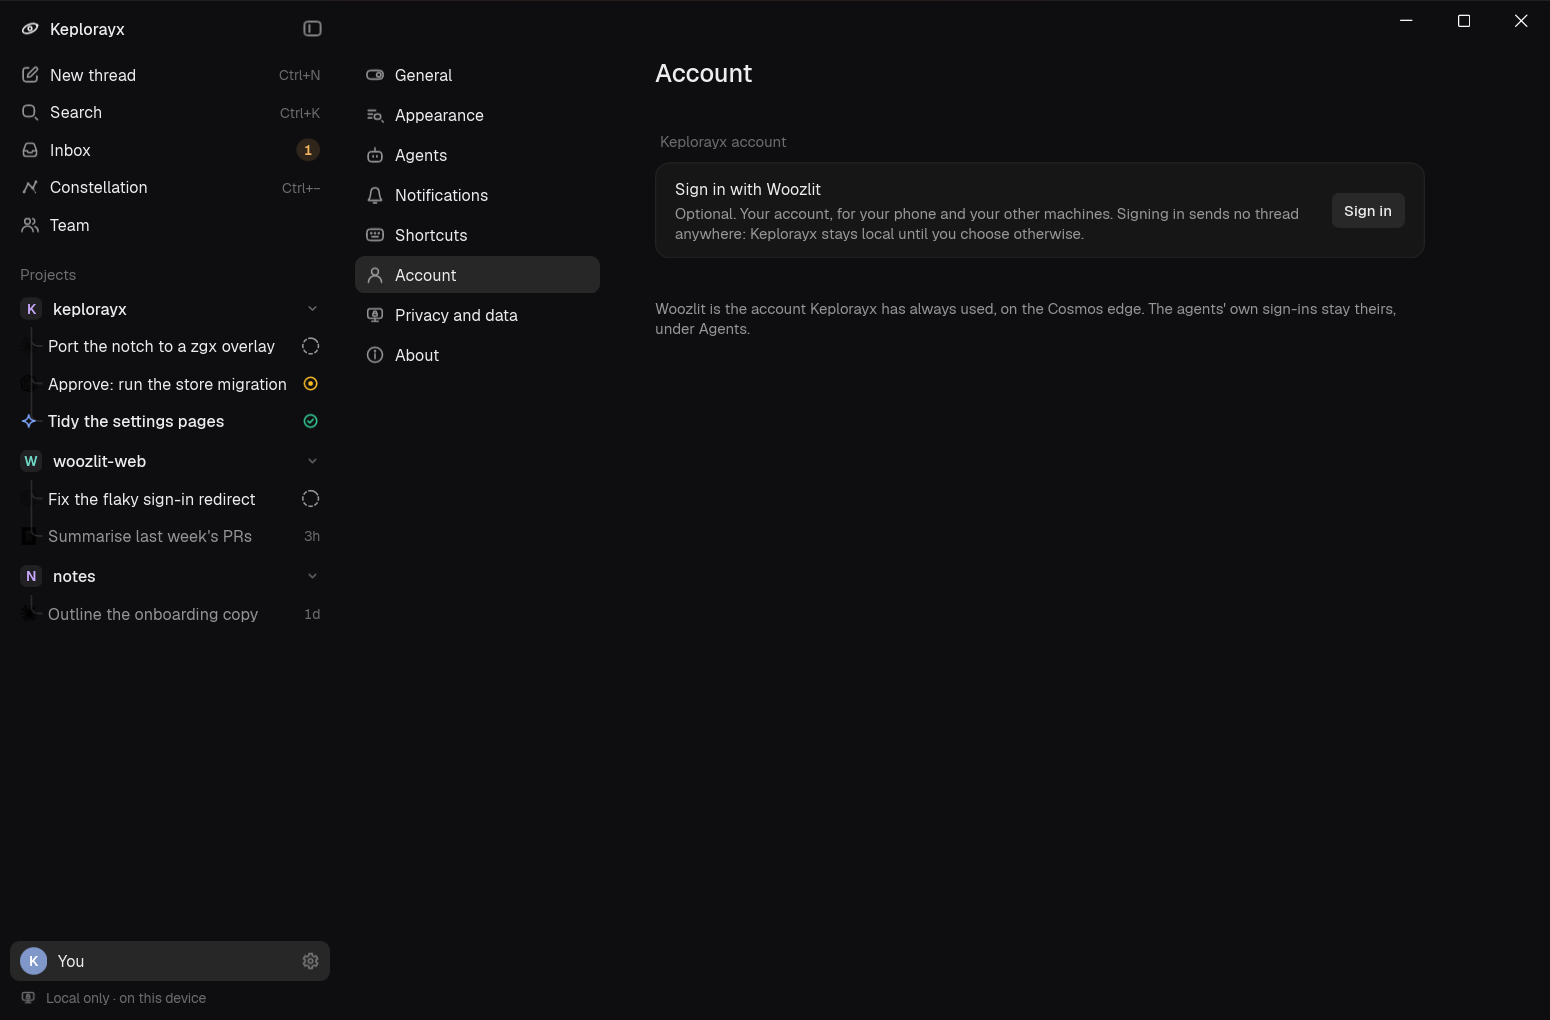 Keplorayx
New thread Ctrl+N
Search Ctrl+K
Inbox 1
Constellation Ctrl+-
Team
Projects
K keplorayx
Port the notch to a zgx overlay
Approve: run the store migration
Tidy the settings pages
W woozlit-web
Fix the flaky sign-in redirect
Summarise last week's PRs 3h
N notes
Outline the onboarding copy 1d
K You
Local only · on this device
General
Appearance
Agents
Notifications
Shortcuts
Account
Privacy and data
About
Account
Keplorayx account
Sign in with Woozlit
Optional. Your account, for your phone and your other machines. Signing in sends no thread
anywhere: Keplorayx stays local until you choose otherwise.
Sign in
Woozlit is the account Keplorayx has always used, on the Cosmos edge. The agents' own sign-ins stay theirs,
under Agents.